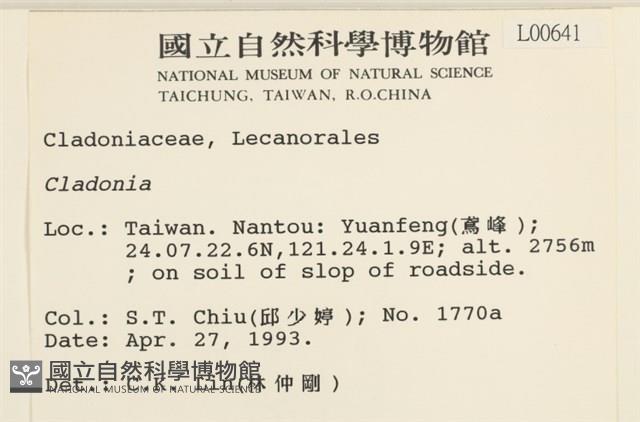 國立自然科學博物館
L00641
NATIONAL MUSEUM OF NATURAL SCIENCE
TAICHUNG, TAIWAN, R.O.CHINA
Cladoniaceae, Lecanorales
Cladonia
Loc.: Taiwan. Nantou: Yuanfeng(鳶峰);
24.07.22.6N,121.24.1.9E; alt. 2756m
; on soil of slop of roadside.
Col.: S.T. Chiu(邱少婷); No. 1770a
Date: Apr. 27, 1993.
國立自然科學博物館
NATIONAL MUSEUM OF NATURAL SCIENCE
Det.: C.K. Lin(林仲剛)